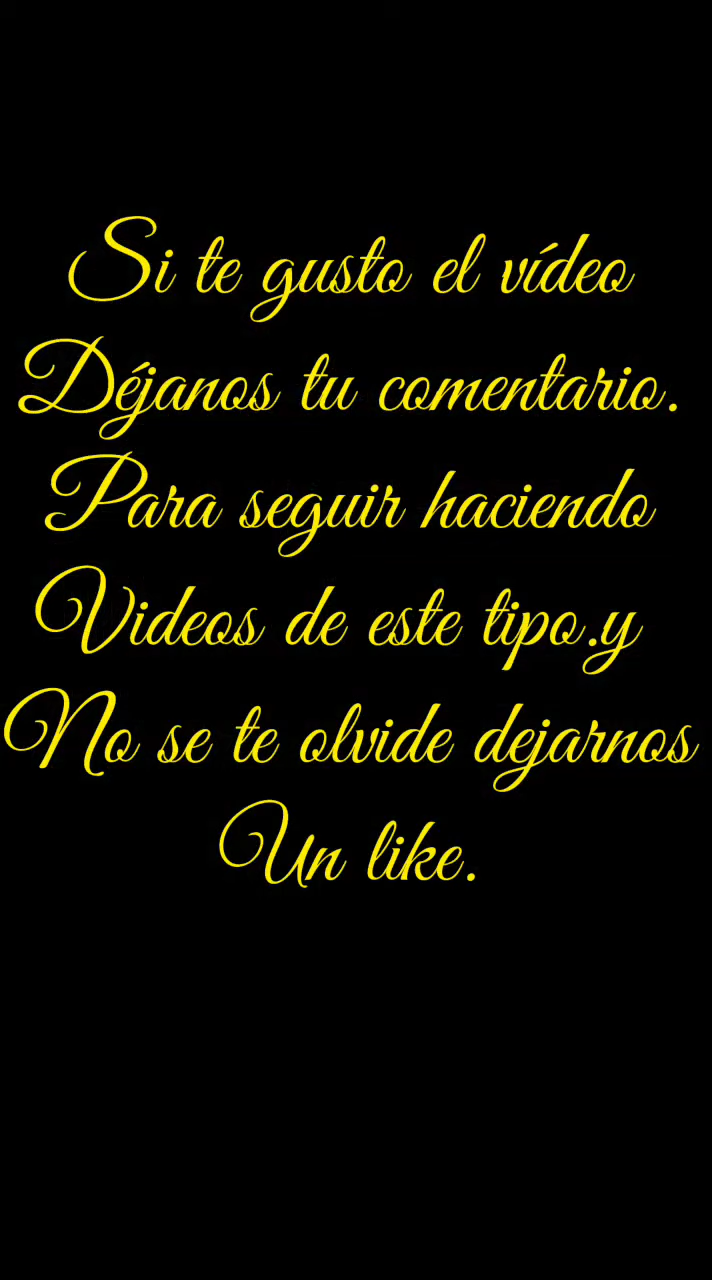 Si te gusto el vídeo
Déjanos tu comentario.
Para seguir haciendo
Videos de este tipo.y
No se te olvide dejarnos
Un like.